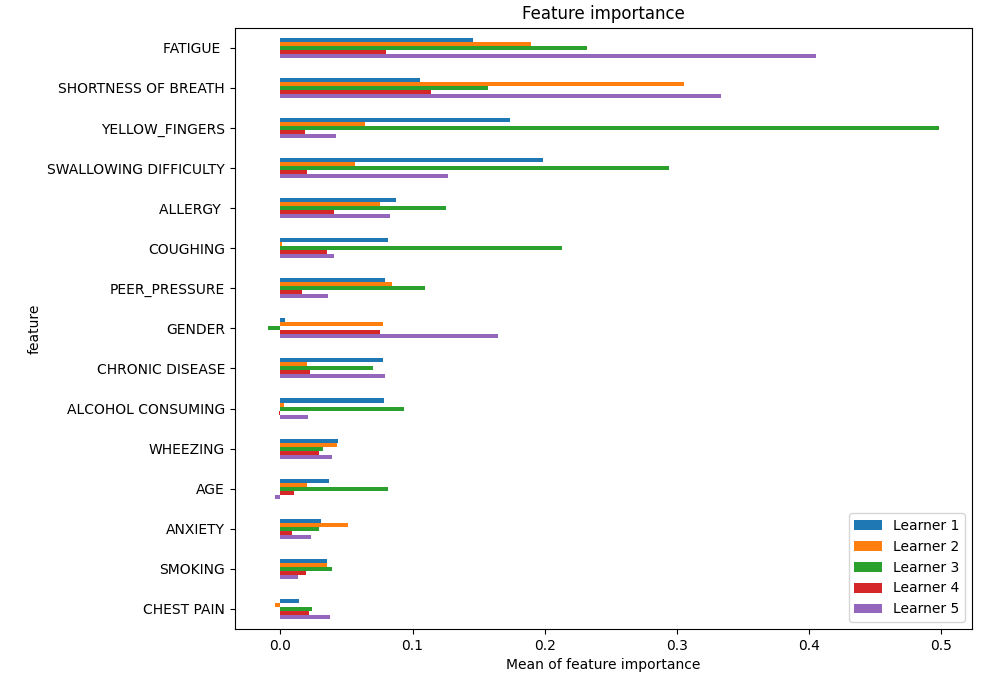 Feature importance
FATIGUE
SHORTNESS OF BREATH
YELLOW_FINGERS
SWALLOWING DIFFICULTY
ALLERGY
COUGHING
PEER_PRESSURE
GENDER
CHRONIC DISEASE
ALCOHOL CONSUMING
WHEEZING
AGE
ANXIETY
SMOKING
CHEST PAIN
feature
Learner 1
Learner 2
Learner 3
Learner 4
Learner 5
0.0 0.1 0.2 0.3 0.4 0.5
Mean of feature importance